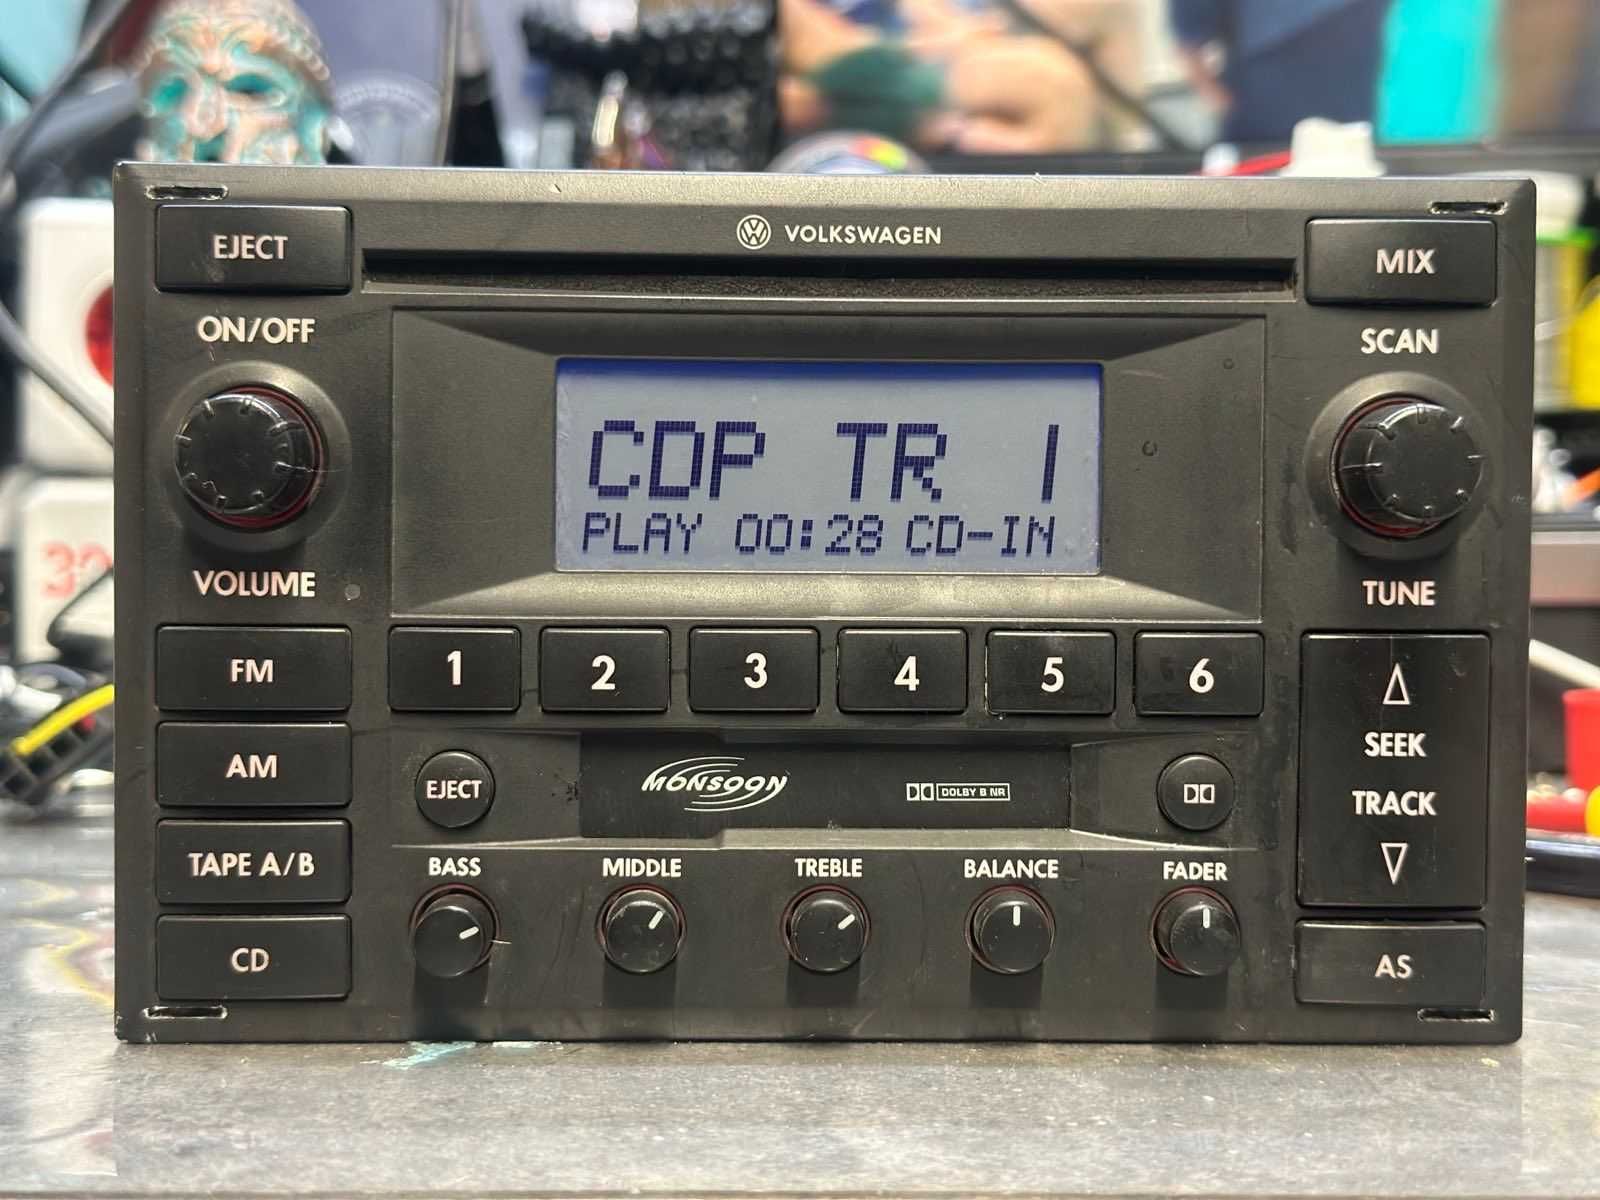 EJECT
VOLKSWAGEN
MIX
ON/OFF
SCAN
CDP TR 1
PLAY 00:28 CD-IN
VOLUME
TUNE
FM
1
2
3
4
5
6
SEEK
TRACK
AM
EJECT
MONSOON
DOLBY B NR
TAPE A/B
BASS
MIDDLE
TREBLE
BALANCE
FADER
CD
AS